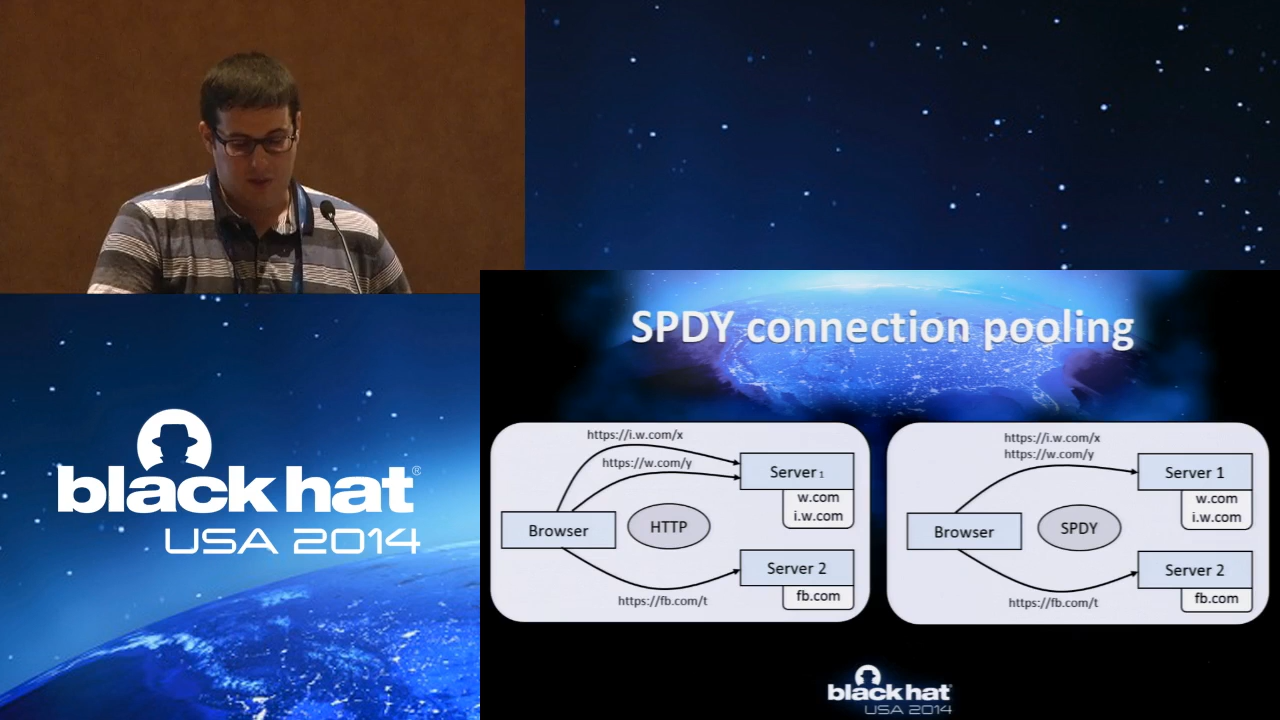 black hat®
USA 2014
SPDY connection pooling
https://i.w.com/x
https://w.com/y
Server 1
w.com
i.w.com
Browser
HTTP
Server 2
fb.com
https://fb.com/t
https://i.w.com/x
https://w.com/y
Server 1
w.com
i.w.com
Browser
SPDY
Server 2
fb.com
https://fb.com/t
black hat
USA 2014